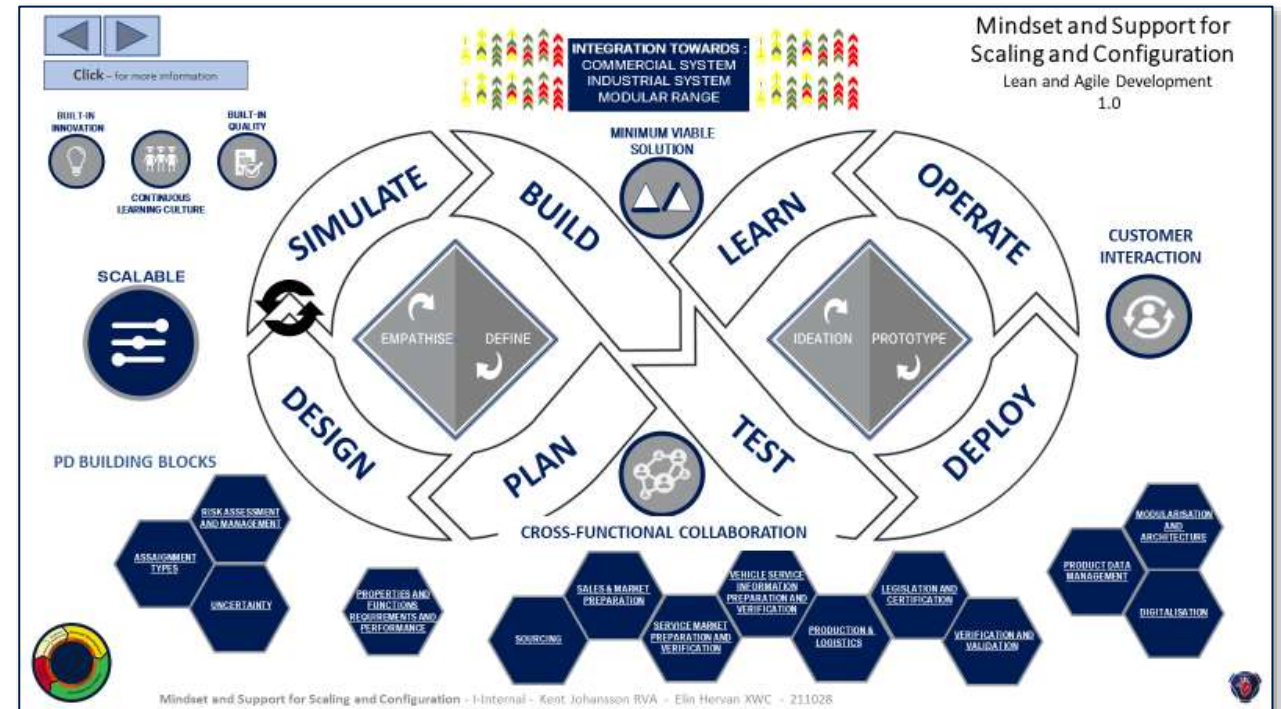 Mindset and Support for
Scaling and Configuration
Lean and Agile Development
1.0
Click – for more information
INTEGRATION TOWARDS :
COMMERCIAL SYSTEM
INDUSTRIAL SYSTEM
MODULAR RANGE
BUILT-IN
INNOVATION
BUILT-IN
QUALITY
CONTINUOUS
LEARNING CULTURE
MINIMUM VIABLE
SOLUTION
SIMULATE
BUILD
LEARN
OPERATE
CUSTOMER
INTERACTION
SCALABLE
EMPATHISE
DEFINE
IDEATION
PROTOTYPE
DESIGN
PLAN
TEST
DEPLOY
PD BUILDING BLOCKS
CROSS-FUNCTIONAL COLLABORATION
RISK ASSESSMENT
AND MANAGEMENT
ASSAIGNMENT
TYPES
UNCERTAINTY
PROPERTIES AND
FUNCTIONS
REQUIREMENTS AND
PERFORMANCE
SOURCING
SALES & MARKET
PREPARATION
SERVICE MARKET
PREPARATION AND
VERIFICATION
VEHICLE SERVICE
INFORMATION
PREPARATION AND
VERIFICATION
PRODUCTION &
LOGISTICS
LEGISLATION AND
CERTIFICATION
VERIFICATION AND
VALIDATION
PRODUCT DATA
MANAGEMENT
MODULARISATION
AND
ARCHITECTURE
DIGITALISATION
Mindset and Support for Scaling and Configuration - I-Internal - Kent Johansson RVA - Elin Hervan XWC - 211028